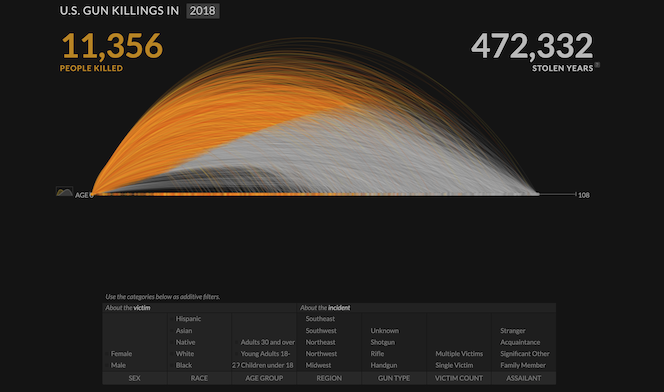 U.S. GUN KILLINGS IN 2018
11,356
PEOPLE KILLED
472,332
STOLEN YEARS
AGE 0
108
Use the categories below as additive filters.
About the victim
About the incident
Hispanic
Southeast
Asian
Southwest
Unknown
Stranger
Native
Adults 30 and over
Northeast
Shotgun
Acquaintance
Female
White
Young Adults 18-
Northwest
Rifle
Multiple Victims
Significant Other
Male
Black
Children under 18
Midwest
Handgun
Single Victim
Family Member
SEX
RACE
AGE GROUP
REGION
GUN TYPE
VICTIM COUNT
ASSAILANT